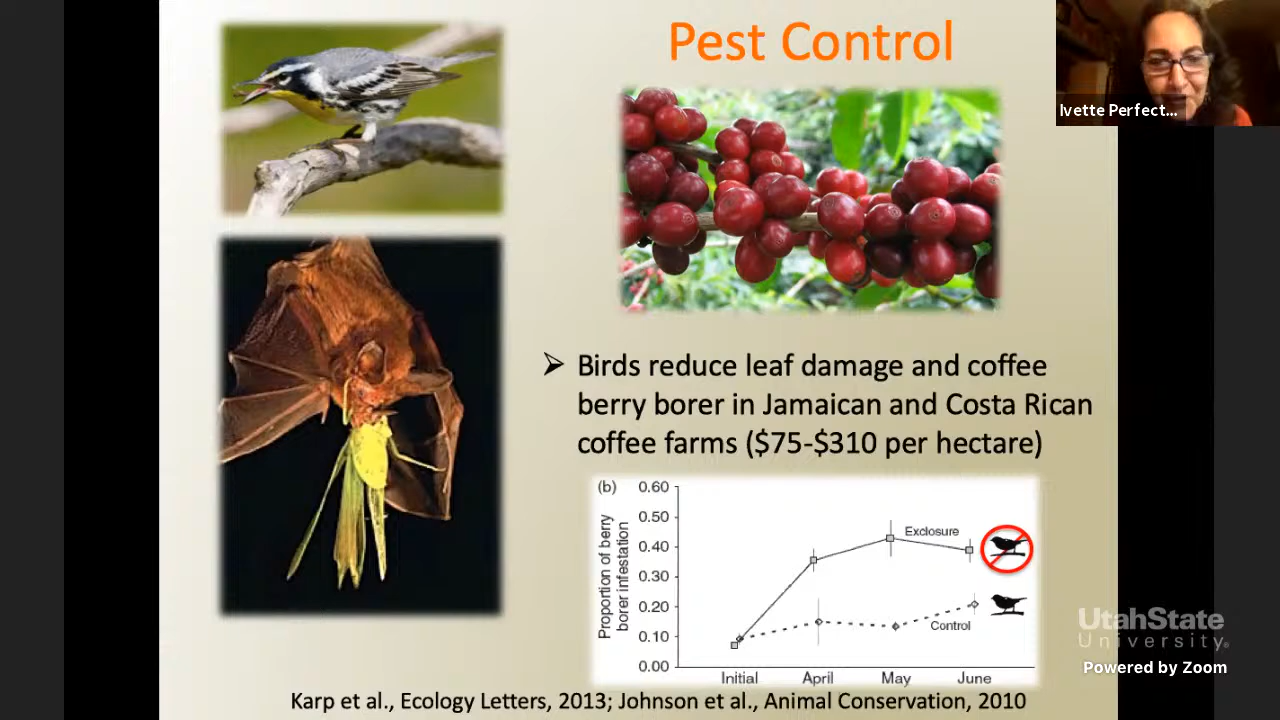 Pest Control
Ivette Perfect...
➢ Birds reduce leaf damage and coffee
berry borer in Jamaican and Costa Rican
coffee farms ($75-$310 per hectare)
(b)
Proportion of berry
borer infestation
0.60
0.50
0.40
0.30
0.20
0.10
0.00
Exclosure
Control
Initial April May June
UtahState
University®
Powered by Zoom
Karp et al., Ecology Letters, 2013; Johnson et al., Animal Conservation, 2010